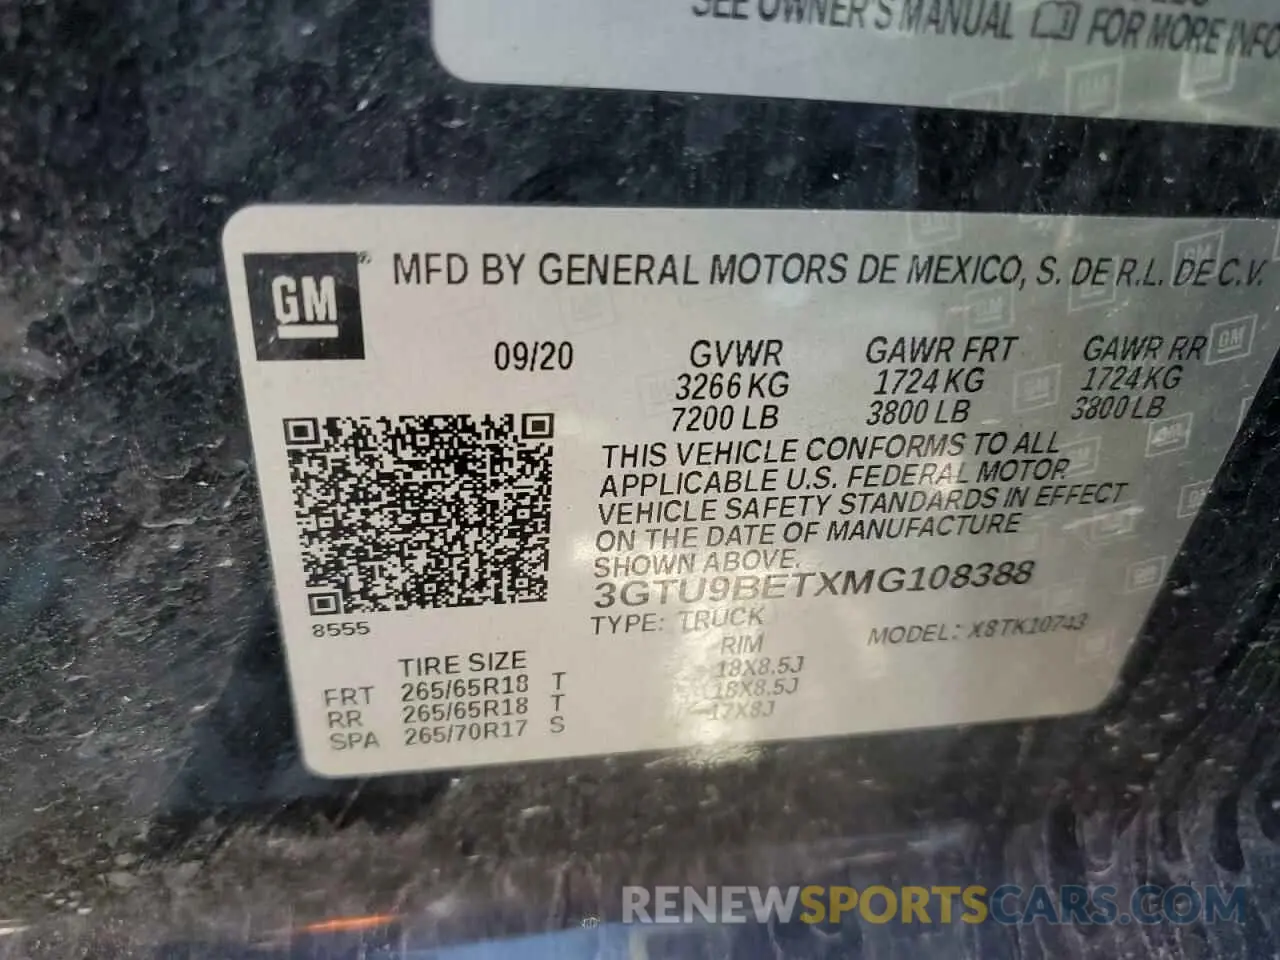 SEE OWNER'S MANUAL FOR MORE INFO
GM® MFD BY GENERAL MOTORS DE MEXICO, S. DE R.L. DE C.V.
09/20 GVWR GAWR FRT GAWR RR
3266 KG 1724 KG 1724 KG
7200 LB 3800 LB 3800 LB
THIS VEHICLE CONFORMS TO ALL
APPLICABLE U.S. FEDERAL MOTOR
VEHICLE SAFETY STANDARDS IN EFFECT
ON THE DATE OF MANUFACTURE
SHOWN ABOVE.
3GTU9BETXMG108388
8555
TYPE: TRUCK MODEL: X8TK10743
TIRE SIZE RIM
FRT 265/65R18 T 18X8.5J
RR 265/65R18 T 18X8.5J
SPA 265/70R17 S 17X8J
RENEWSPORTSCARS.COM